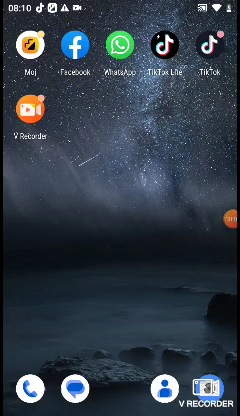 08:10
Moj
Facebook
WhatsApp
TikTok Lite
TikTok
V Recorder
V RECORDER